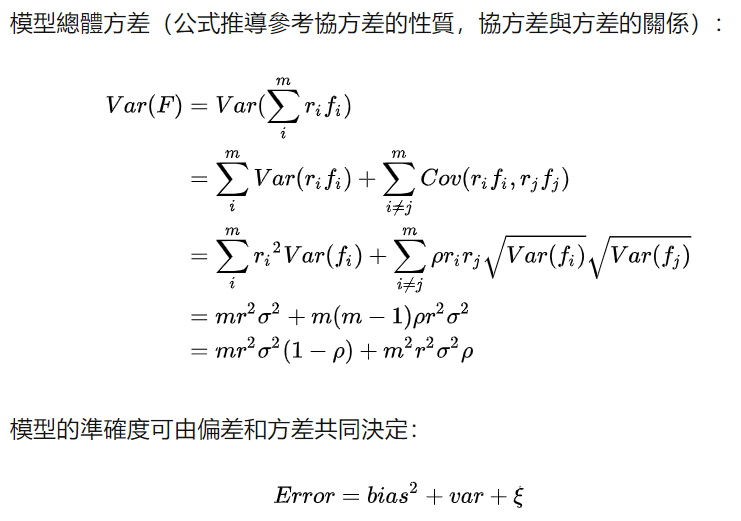 模型總體方差（公式推導參考協方差的性質，協方差與方差的關係）：
$Var(F) = Var(\sum_{i}^{m} r_i f_i)$
$= \sum_{i}^{m} Var(r_i f_i) + \sum_{i \neq j}^{m} Cov(r_i f_i, r_j f_j)$
$= \sum_{i}^{m} {r_i}^2 Var(f_i) + \sum_{i \neq j}^{m} \rho r_i r_j \sqrt{Var(f_i)} \sqrt{Var(f_j)}$
$= mr^2\sigma^2 + m(m-1)\rho r^2\sigma^2$
$= mr^2\sigma^2(1-\rho) + m^2r^2\sigma^2\rho$
模型的準確度可由偏差和方差共同決定：
$Error = bias^2 + var + \xi$